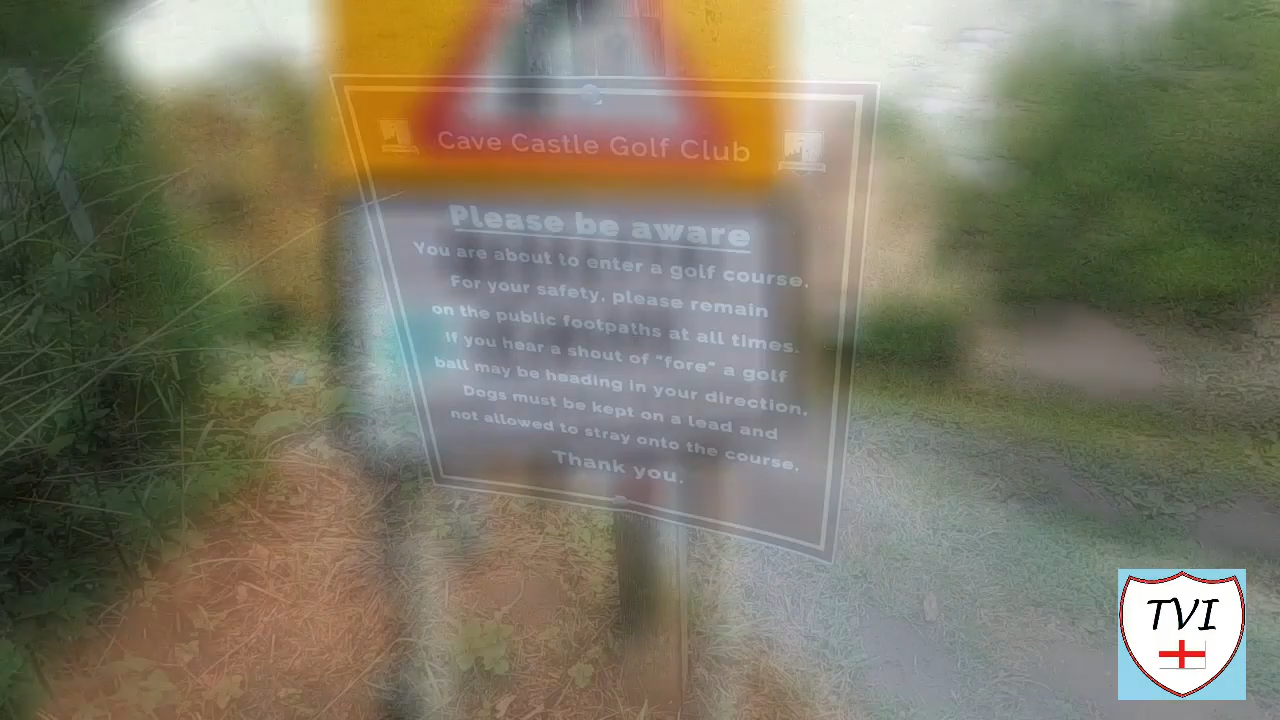 Cave Castle Golf Club
Please be aware
You are about to enter a golf course.
For your safety, please remain
on the public footpaths at all times.
If you hear a shout of "fore" a golf
ball may be heading in your direction.
Dogs must be kept on a lead and
not allowed to stray onto the course.
Thank you.
TVI